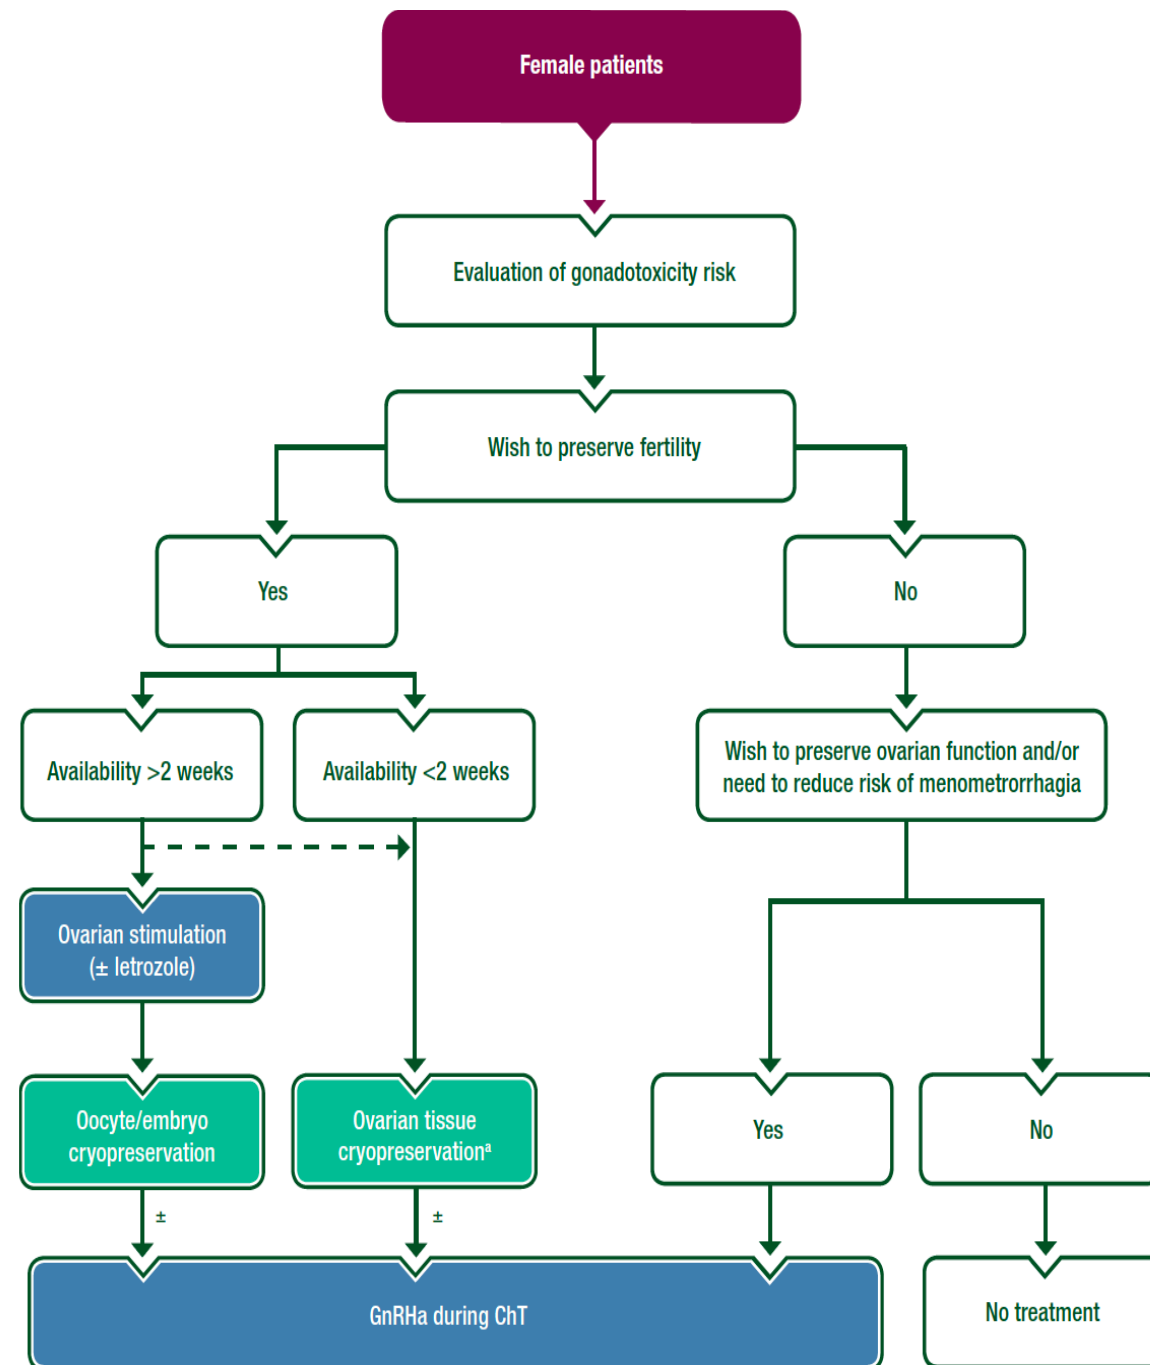 Female patients
Evaluation of gonadotoxicity risk
Wish to preserve fertility
Yes
No
Availability >2 weeks
Availability <2 weeks
Wish to preserve ovarian function and/or
need to reduce risk of menometrorrhagia
Ovarian stimulation
(± letrozole)
Oocyte/embryo
cryopreservation
Ovarian tissue
cryopreservationᵃ
Yes
No
±
±
GnRHa during ChT
No treatment